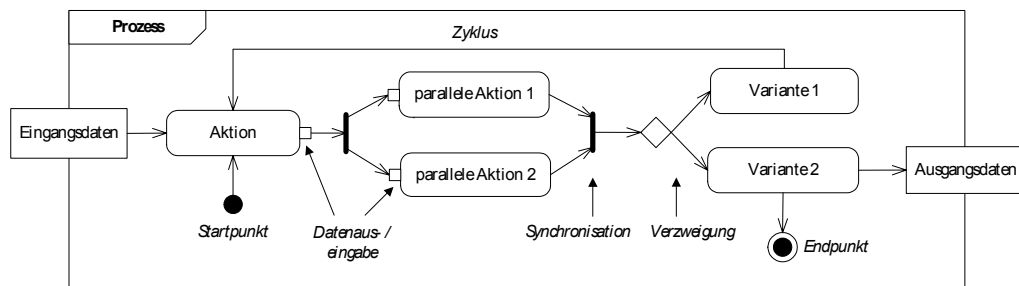 Prozess
Zyklus
parallele Aktion 1
Variante 1
Eingangsdaten
Aktion
parallele Aktion 2
Variante 2
Ausgangsdaten
Startpunkt
Datenaus- /
eingabe
Synchronisation
Verzweigung
Endpunkt